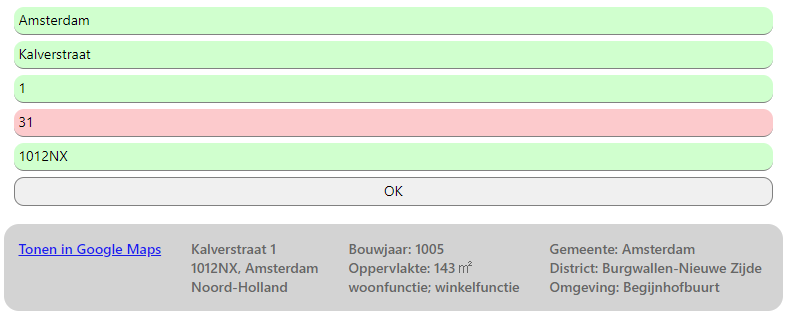 Amsterdam
Kalverstraat
1
31
1012NX
OK
Tonen in Google Maps
Kalverstraat 1
1012NX, Amsterdam
Noord-Holland
Bouwjaar: 1005
Oppervlakte: 143 ㎡
woonfunctie; winkelfunctie
Gemeente: Amsterdam
District: Burgwallen-Nieuwe Zijde
Omgeving: Begijnhofbuurt